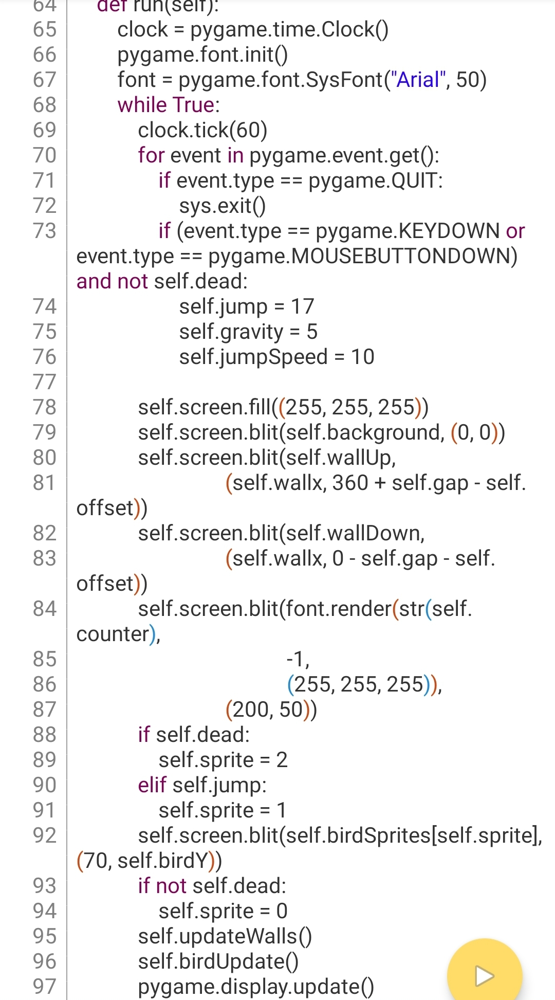 64 def run(self):
65 clock = pygame.time.Clock()
66 pygame.font.init()
67 font = pygame.font.SysFont("Arial", 50)
68 while True:
69 clock.tick(60)
70 for event in pygame.event.get():
71 if event.type == pygame.QUIT:
72 sys.exit()
73 if (event.type == pygame.KEYDOWN or
event.type == pygame.MOUSEBUTTONDOWN)
and not self.dead:
74 self.jump = 17
75 self.gravity = 5
76 self.jumpSpeed = 10
77
78 self.screen.fill((255, 255, 255))
79 self.screen.blit(self.background, (0, 0))
80 self.screen.blit(self.wallUp,
81 (self.wallx, 360 + self.gap - self.
offset))
82 self.screen.blit(self.wallDown,
83 (self.wallx, 0 - self.gap - self.
offset))
84 self.screen.blit(font.render(str(self.
counter),
85 -1,
86 (255, 255, 255)),
87 (200, 50))
88 if self.dead:
89 self.sprite = 2
90 elif self.jump:
91 self.sprite = 1
92 self.screen.blit(self.birdSprites[self.sprite],
(70, self.birdY))
93 if not self.dead:
94 self.sprite = 0
95 self.updateWalls()
96 self.birdUpdate()
97 pygame.display.update()